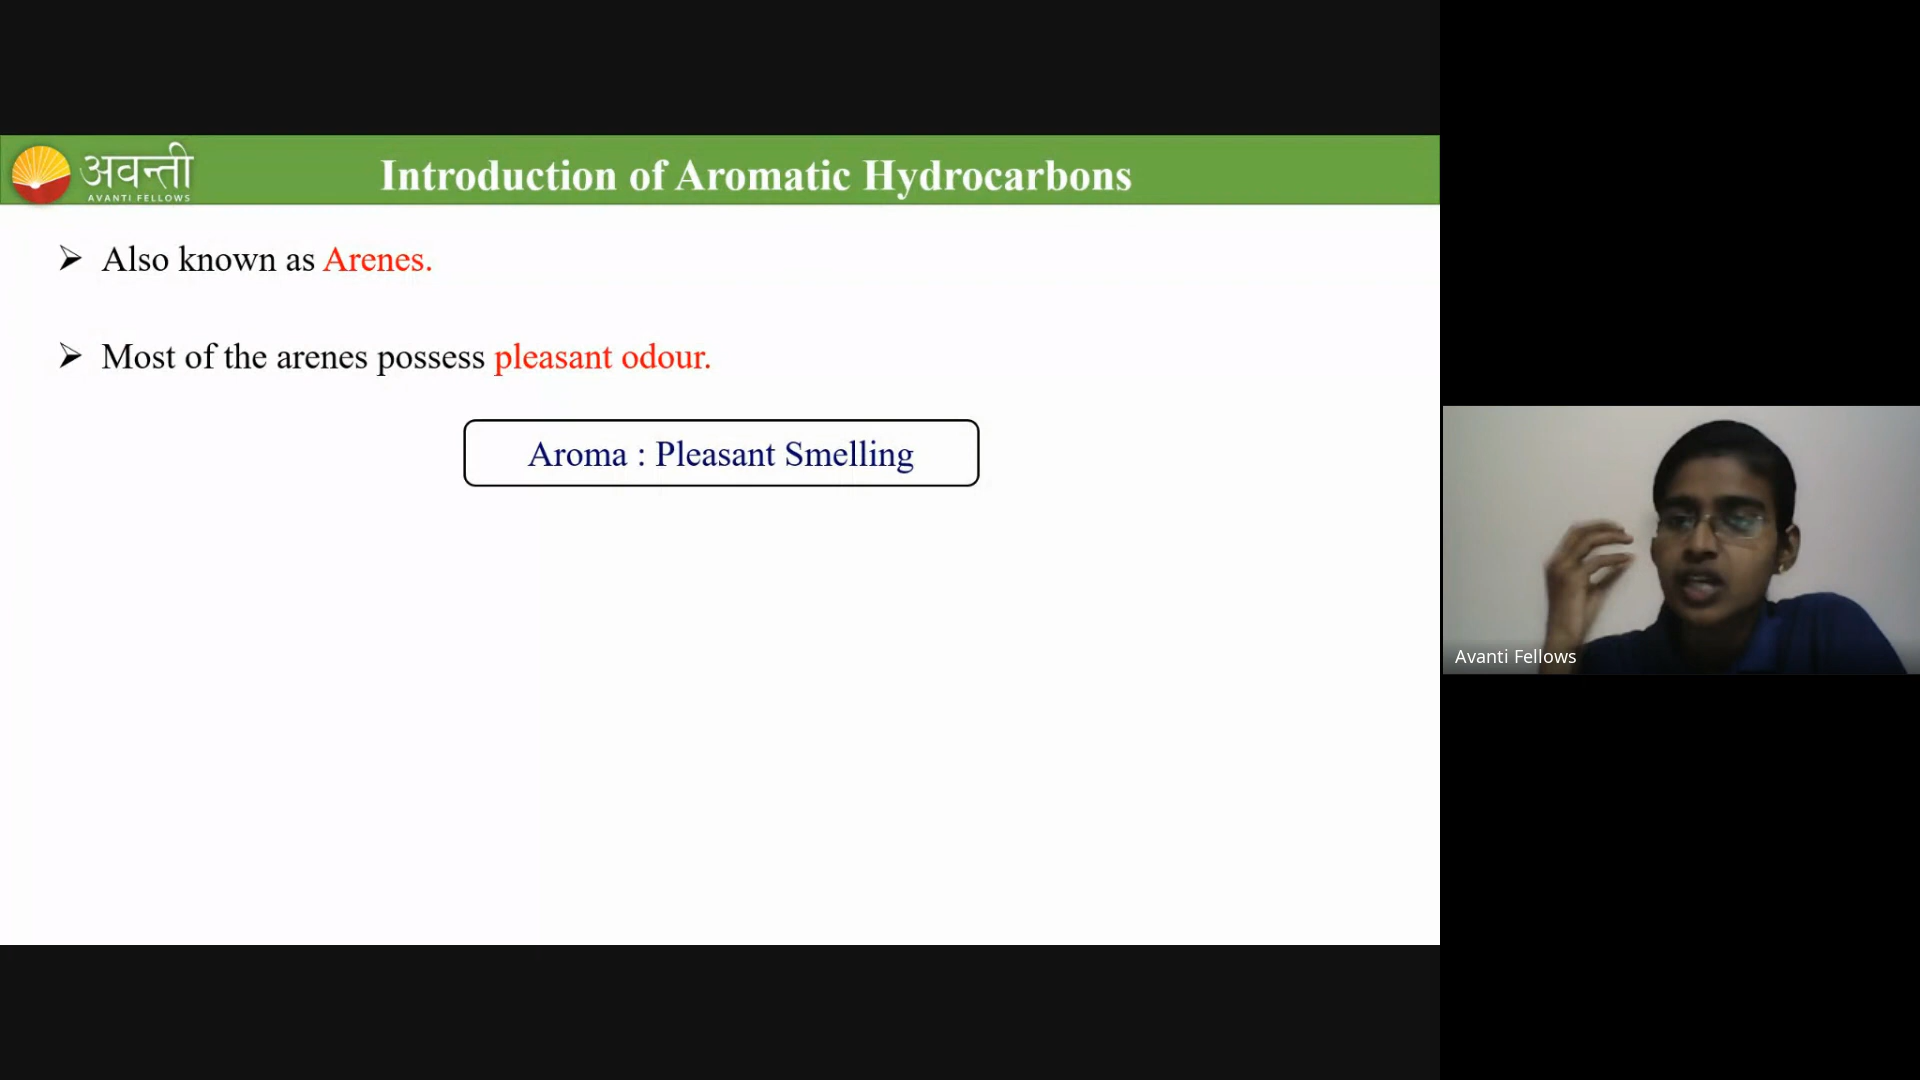 अवन्ती
AVANTI FELLOWS
Introduction of Aromatic Hydrocarbons
Also known as Arenes.
Most of the arenes possess pleasant odour.
Aroma : Pleasant Smelling
Avanti Fellows